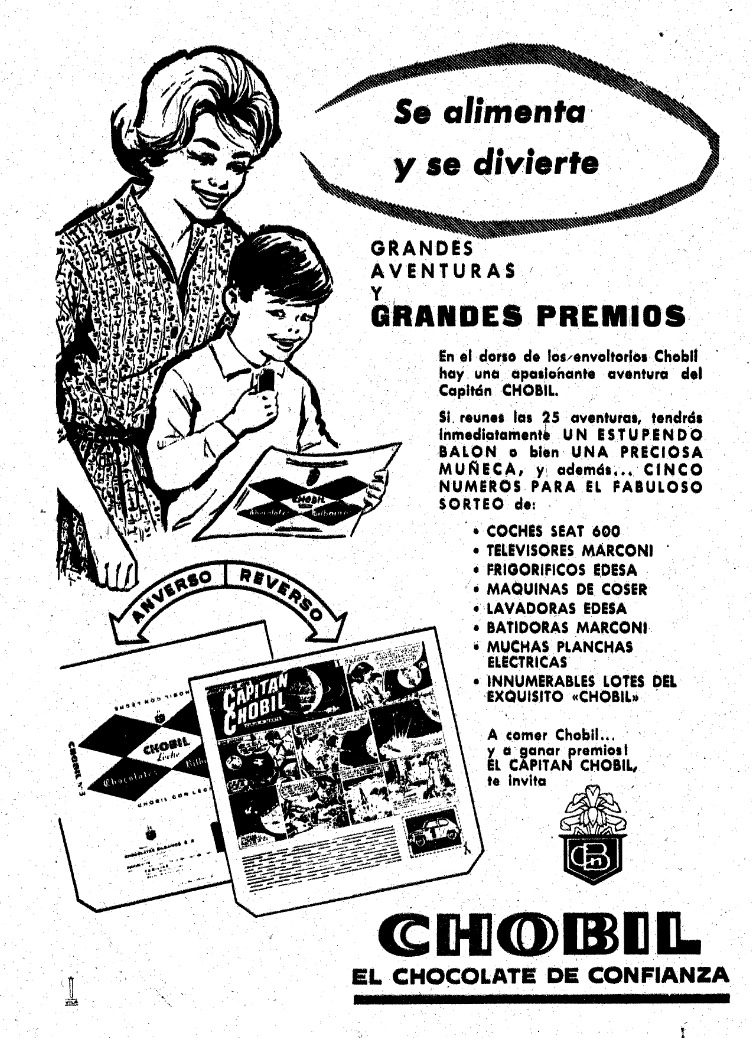 Se alimenta
y se divierte
GRANDES
AVENTURAS
Y
GRANDES PREMIOS
En el dorso de los envoltorios Chobil
hay una apasionante aventura del
Capitán CHOBIL.
Si reunes las 25 aventuras, tendrás
inmediatamente UN ESTUPENDO
BALON o bien UNA PRECIOSA
MUÑECA, y además... CINCO
NUMEROS PARA EL FABULOSO
SORTEO de:
• COCHES SEAT 600
• TELEVISORES MARCONI
• FRIGORIFICOS EDESA
• MAQUINAS DE COSER
• LAVADORAS EDESA
• BATIDORAS MARCONI
• MUCHAS PLANCHAS
ELECTRICAS
• INNUMERABLES LOTES DEL
EXQUISITO «CHOBIL»
A comer Chobil...
y a ganar premios!
EL CAPITAN CHOBIL,
te invita
CHOBIL
Chocolates
ANVERSO REVERSO
CHOBIL CON LECHE
CHOBIL
Leche
Chocolates
CHOBIL Nº 5
CAPITAN
CHOBIL
CHOBIL
EL CHOCOLATE DE CONFIANZA